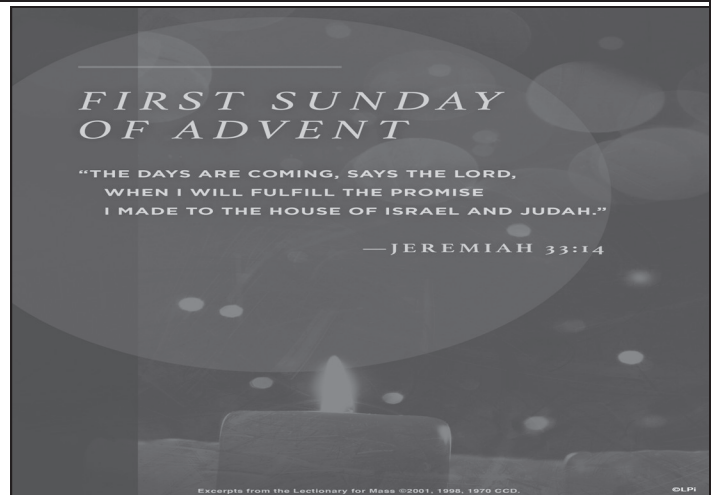 FIRST SUNDAY
OF ADVENT
“THE DAYS ARE COMING, SAYS THE LORD,
WHEN I WILL FULFILL THE PROMISE
I MADE TO THE HOUSE OF ISRAEL AND JUDAH.”
—JEREMIAH 33:14
Excerpts from the Lectionary for Mass ©2001, 1998, 1970 CCD.
©LPi